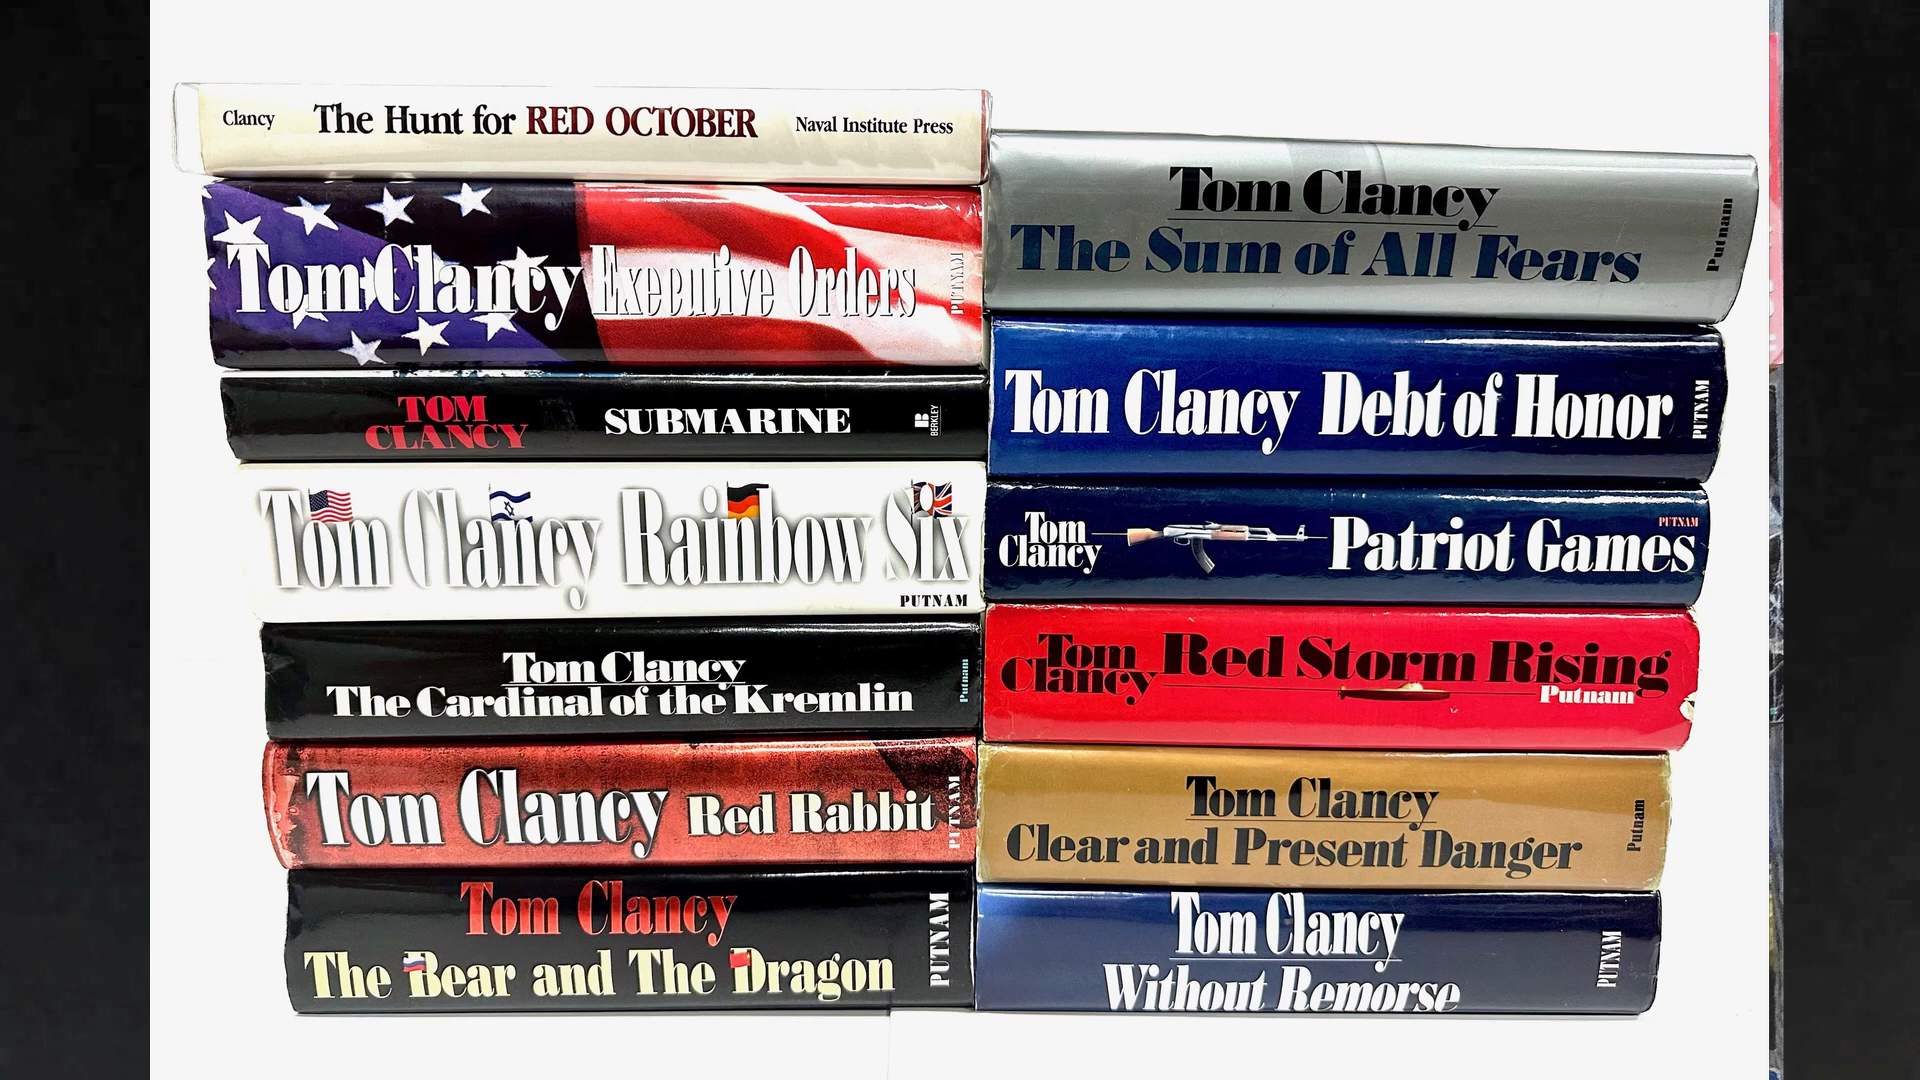 Clancy The Hunt for RED OCTOBER Naval Institute Press
Tom Clancy Executive Orders PUTNAM
TOM
CLANCY
SUBMARINE
B
BERKLEY
Tom Clancy Rainbow Six
PUTNAM
Tom Clancy
The Cardinal of the Kremlin
Putnam
Tom Clancy Red Rabbit PUTNAM
Tom Clancy
The Bear and The Dragon
PUTNAM
Tom Clancy
The Sum of All Fears
Putnam
Tom Clancy Debt of Honor PUTNAM
Tom
Clancy
Patriot Games
PUTNAM
Tom
Clancy
Red Storm Rising
Putnam
Tom Clancy
Clear and Present Danger
Putnam
Tom Clancy
Without Remorse
PUTNAM